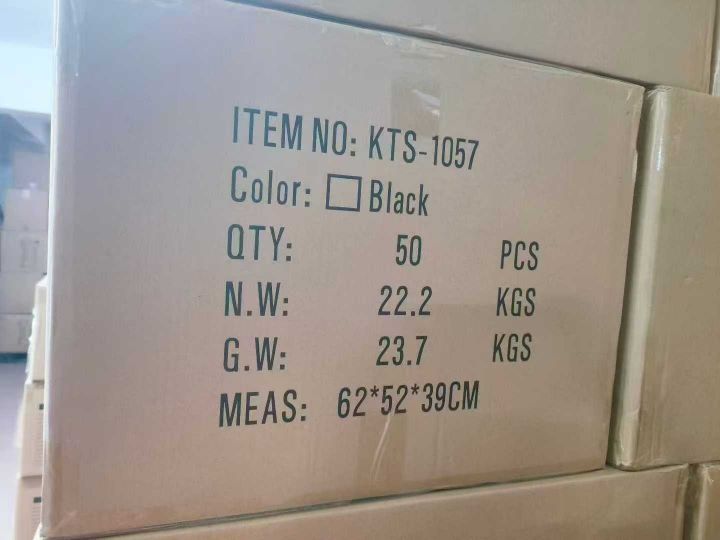 ITEM NO: KTS-1057
Color: □ Black
QTY: 50 PCS
N.W: 22.2 KGS
G.W: 23.7 KGS
MEAS: 62*52*39CM